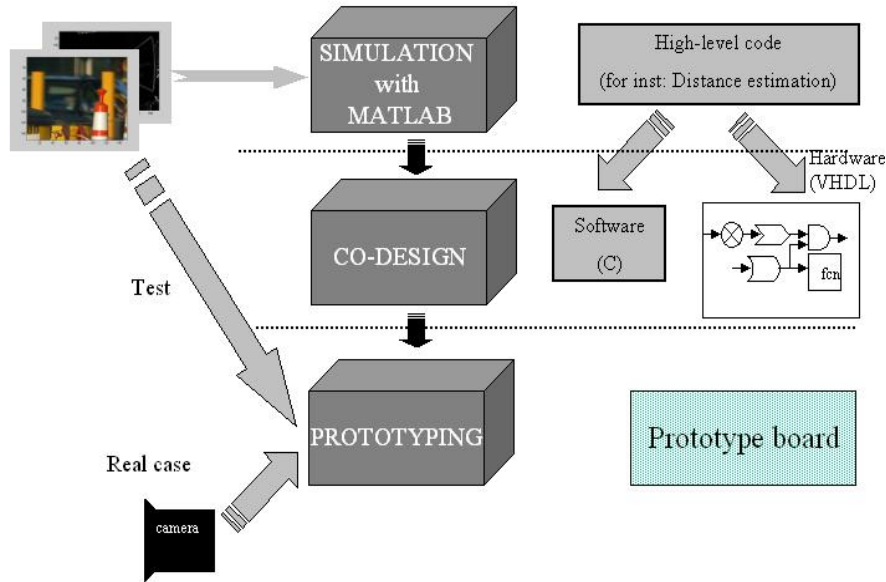 SIMULATION
with
MATLAB
High-level code
(for inst: Distance estimation)
Hardware
(VHDL)
CO-DESIGN
Software
(C)
fcn
Test
PROTOTYPING
Prototype board
Real case
camera